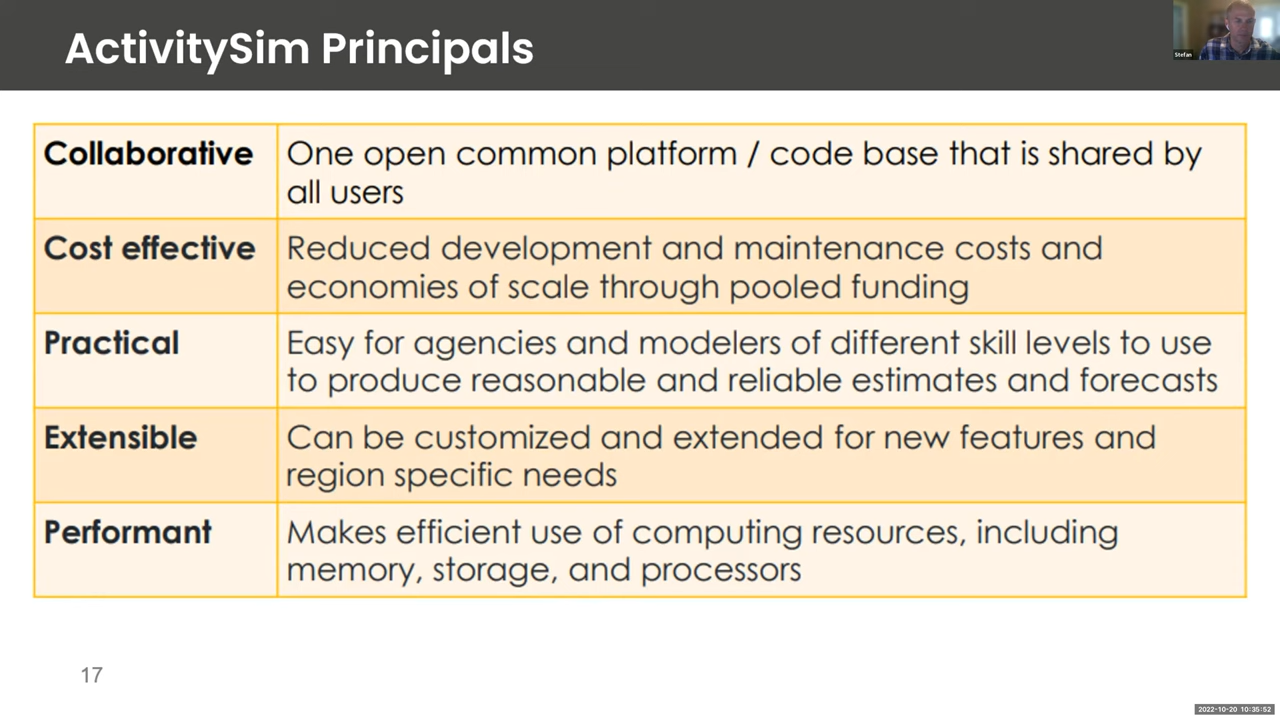 ActivitySim Principals
Stefan
Collaborative
One open common platform / code base that is shared by
all users
Cost effective
Reduced development and maintenance costs and
economies of scale through pooled funding
Practical
Easy for agencies and modelers of different skill levels to use
to produce reasonable and reliable estimates and forecasts
Extensible
Can be customized and extended for new features and
region specific needs
Performant
Makes efficient use of computing resources, including
memory, storage, and processors
17
2022-10-20 10:35:52